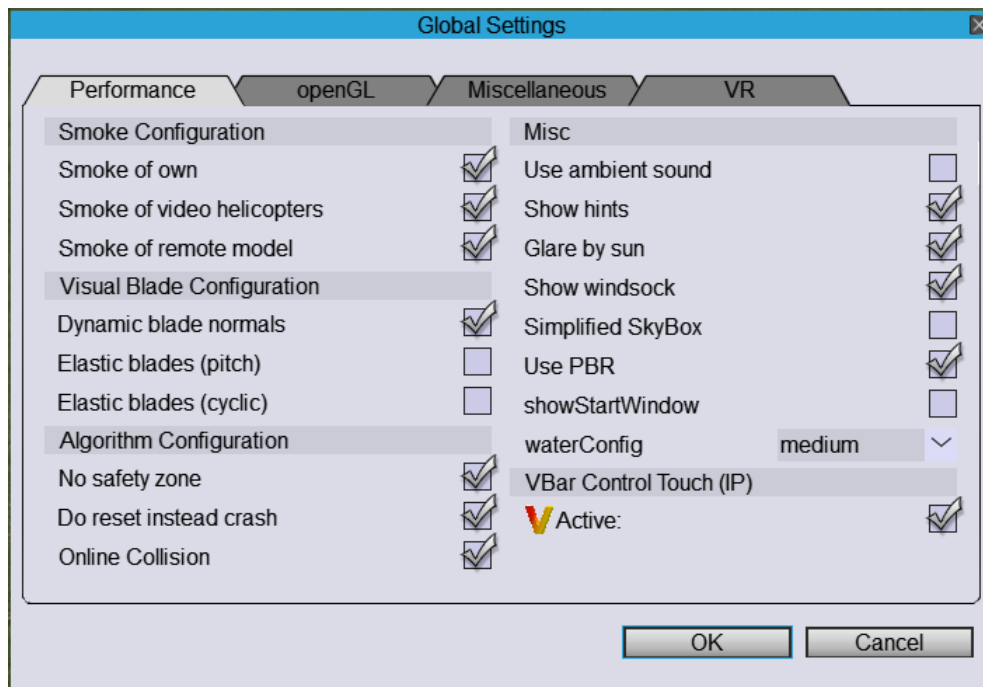 Global Settings
Performance
openGL
Miscellaneous
VR
Smoke Configuration
Smoke of own
Smoke of video helicopters
Smoke of remote model
Visual Blade Configuration
Dynamic blade normals
Elastic blades (pitch)
Elastic blades (cyclic)
Algorithm Configuration
No safety zone
Do reset instead crash
Online Collision
Misc
Use ambient sound
Show hints
Glare by sun
Show windsock
Simplified SkyBox
Use PBR
showStartWindow
waterConfig medium
VBar Control Touch (IP)
V Active:
OK
Cancel